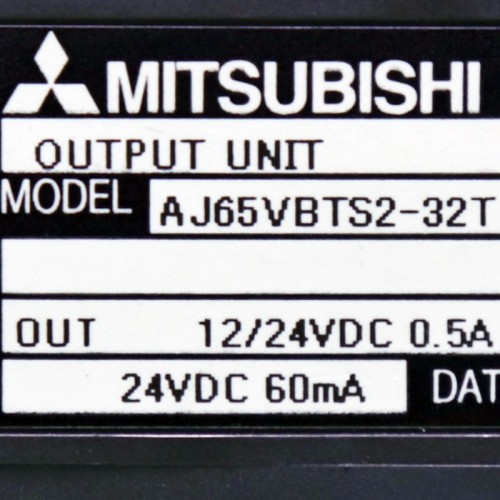 MITSUBISHI
OUTPUT UNIT
MODEL AJ65VBTS2-32T
OUT 12/24VDC 0.5A
24VDC 60mA DAT